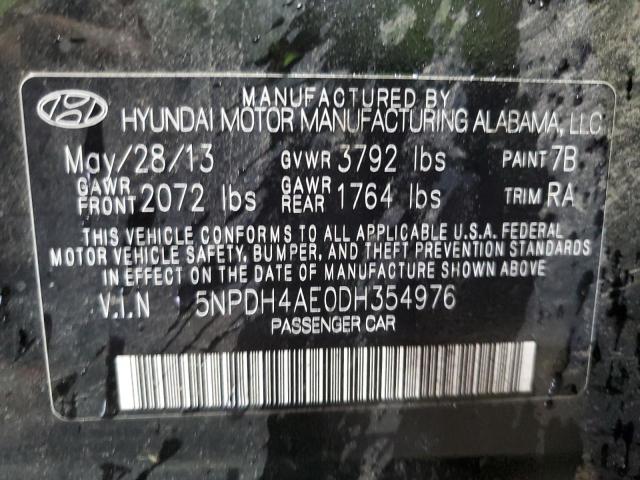 MANUFACTURED BY
HYUNDAI MOTOR MANUFACTURING ALABAMA, LLC
May/28/13 GVWR 3792 lbs PAINT 7B
GAWR FRONT 2072 lbs GAWR REAR 1764 lbs TRIM RA
THIS VEHICLE CONFORMS TO ALL APPLICABLE U.S.A. FEDERAL
MOTOR VEHICLE SAFETY, BUMPER, AND THEFT PREVENTION STANDARDS
IN EFFECT ON THE DATE OF MANUFACTURE SHOWN ABOVE.
V.I.N 5NPDH4AE0DH354976
PASSENGER CAR